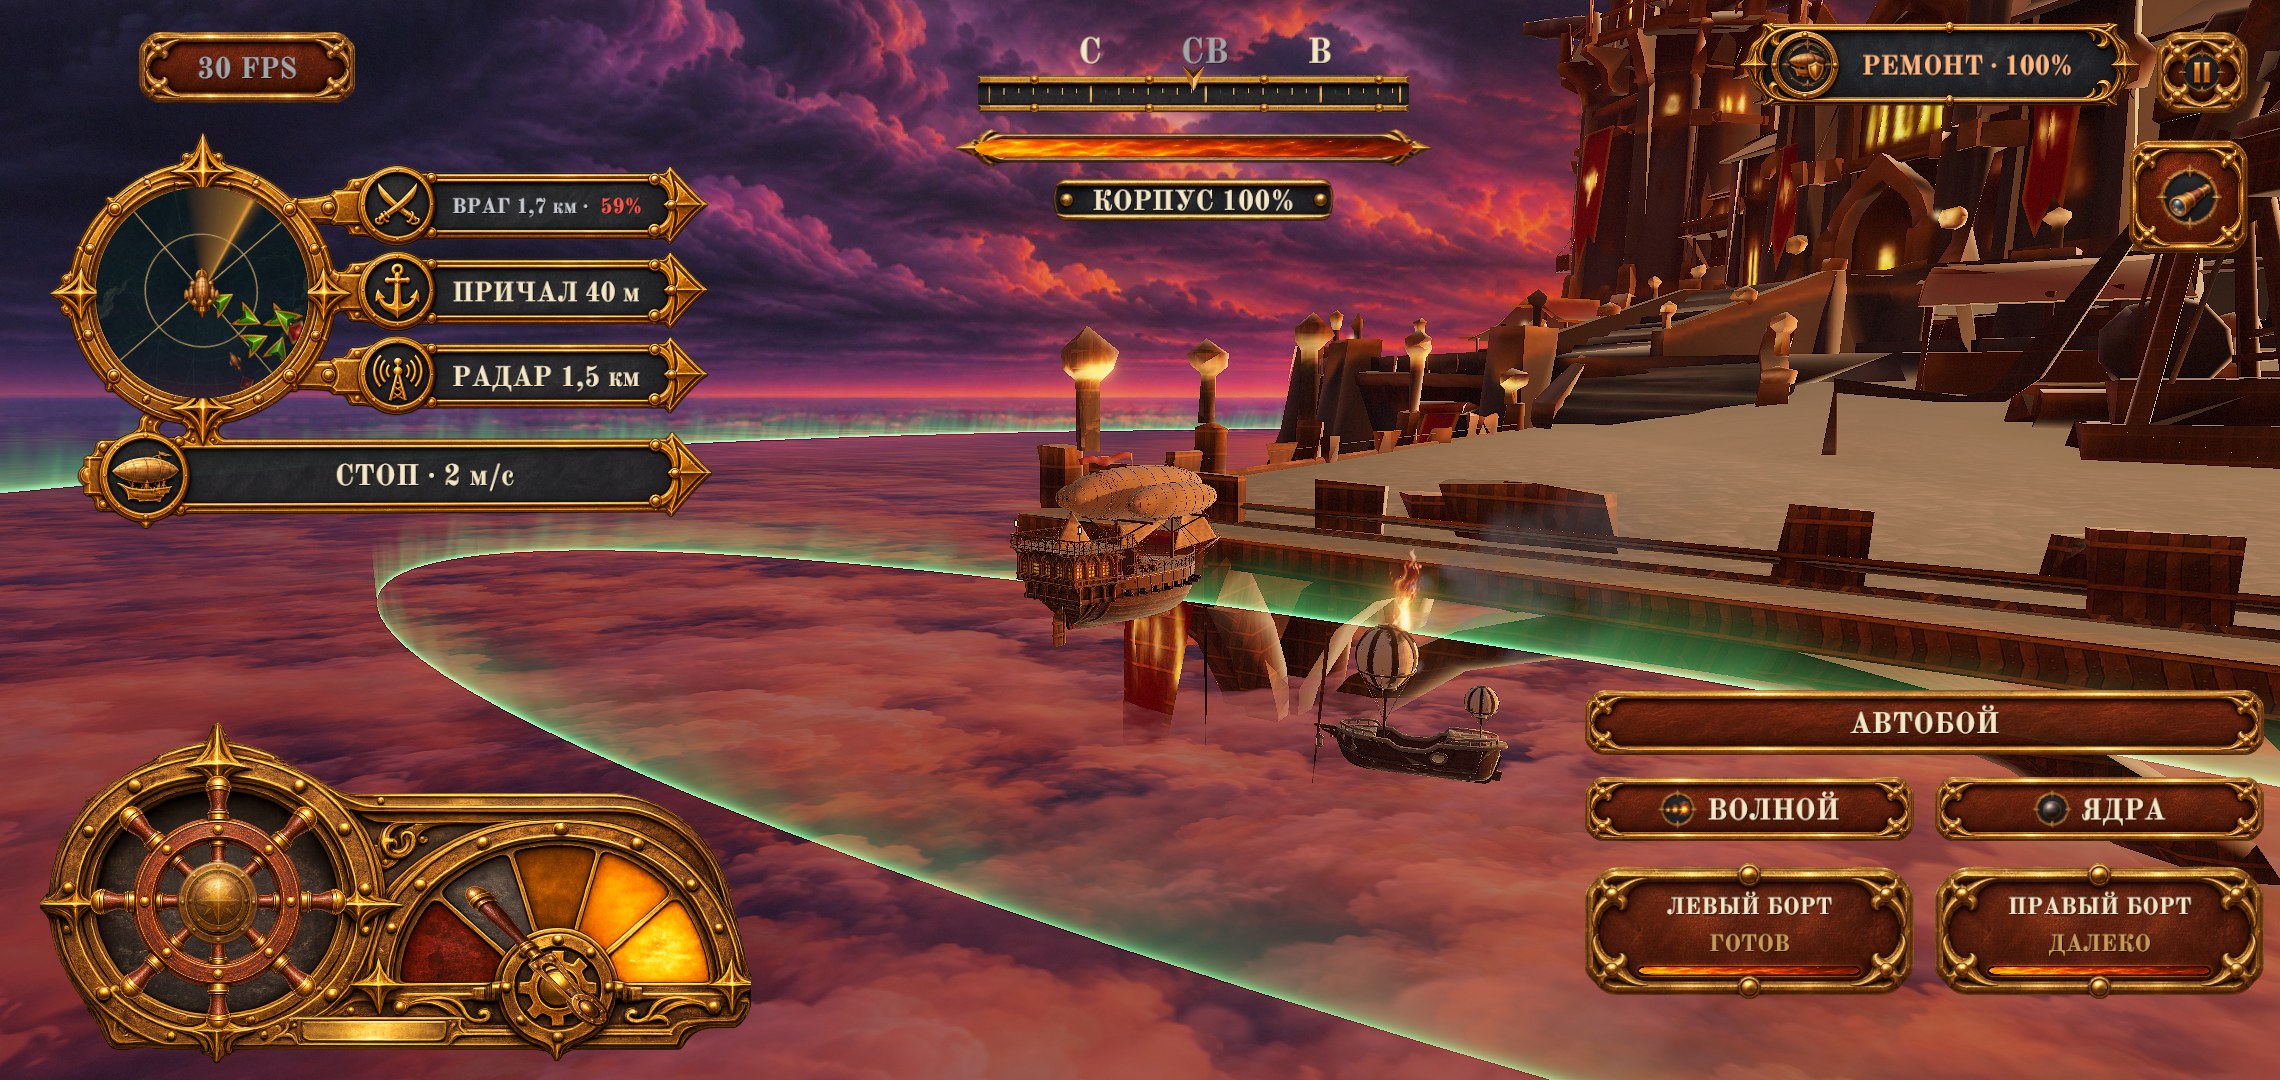 30 FPS
С СВ В
РЕМОНТ · 100%
КОРПУС 100%
ВРАГ 1,7 км · 59%
ПРИЧАЛ 40 м
РАДАР 1,5 км
СТОП · 2 м/с
АВТОБОЙ
ВОЛНОЙ
ЯДРА
ЛЕВЫЙ БОРТ
ГОТОВ
ПРАВЫЙ БОРТ
ДАЛЕКО